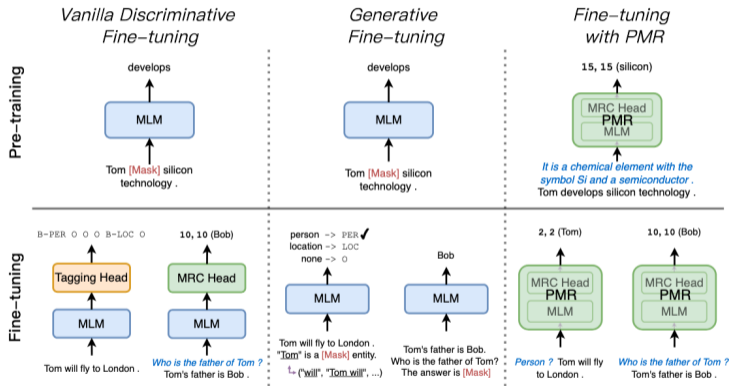 Vanilla Discriminative
Fine-tuning
Generative
Fine-tuning
Fine-tuning
with PMR
Pre-training
develops
MLM
Tom [Mask] silicon
technology .
develops
MLM
Tom [Mask] silicon
technology .
15, 15 (silicon)
MRC Head
PMR
MLM
It is a chemical element with the
symbol Si and a semiconductor .
Tom develops silicon technology .
Fine-tuning
B-PER O O O B-LOC O
Tagging Head
MLM
Tom will fly to London .
10, 10 (Bob)
MRC Head
MLM
Who is the father of Tom ?
Tom's father is Bob .
person -> PER ✓
location -> LOC
none -> O
MLM
Tom will fly to London .
"Tom" is a [Mask] entity.
("will", "Tom will", ...)
Bob
MLM
Tom's father is Bob.
Who is the father of Tom?
The answer is [Mask]
2, 2 (Tom)
MRC Head
PMR
MLM
Person ? Tom will fly
to London .
10, 10 (Bob)
MRC Head
PMR
MLM
Who is the father of Tom ?
Tom's father is Bob .